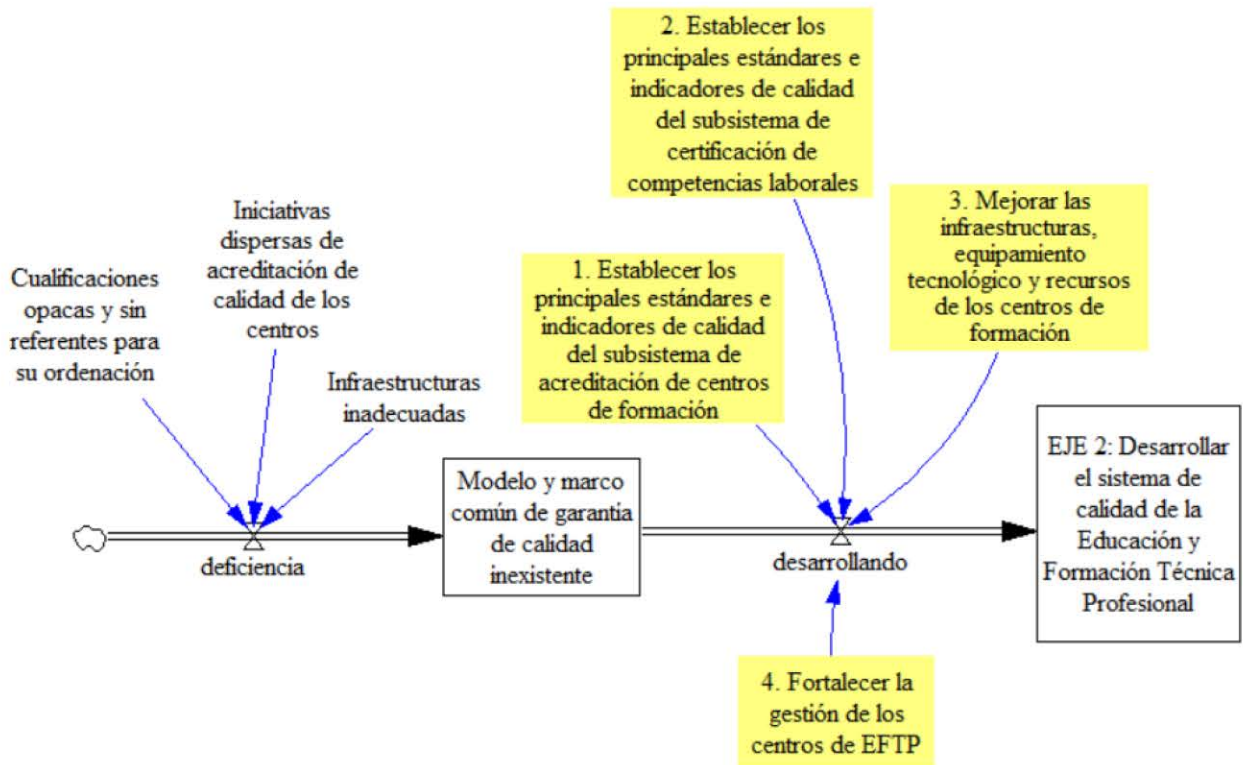 2. Establecer los
principales estándares e
indicadores de calidad
del subsistema de
certificación de
competencias laborales
Iniciativas
dispersas de
acreditación de
calidad de los
centros
Cualificaciones
opacas y sin
referentes para
su ordenación
Infraestructuras
inadecuadas
1. Establecer los
principales estándares e
indicadores de calidad
del subsistema de
acreditación de centros
de formación
3. Mejorar las
infraestructuras,
equipamiento
tecnológico y recursos
de los centros de
formación
deficiencia
Modelo y marco
común de garantia
de calidad
inexistente
desarrollando
EJE 2: Desarrollar
el sistema de
calidad de la
Educación y
Formación Técnica
Profesional
4. Fortalecer la
gestión de los
centros de EFTP